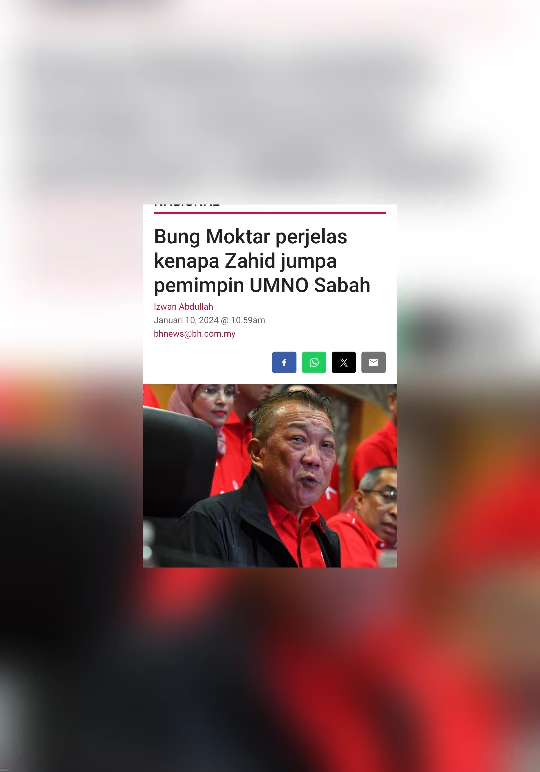 NASIONAL
Bung Moktar perjelas
kenapa Zahid jumpa
pemimpin UMNO Sabah
Izwan Abdullah
Januari 10, 2024 @ 10.59am
bhnews@bh.com.my